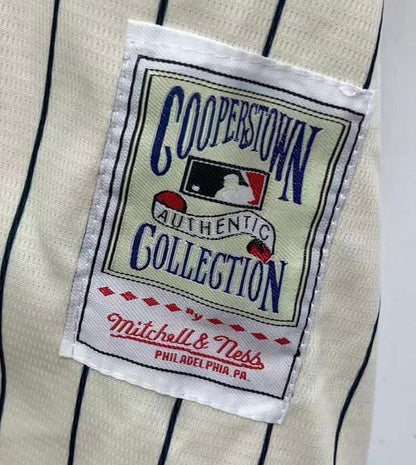 COOPERSTOWN
AUTHENTIC
COLLECTION
By
Mitchell & Ness
PHILADELPHIA, PA.